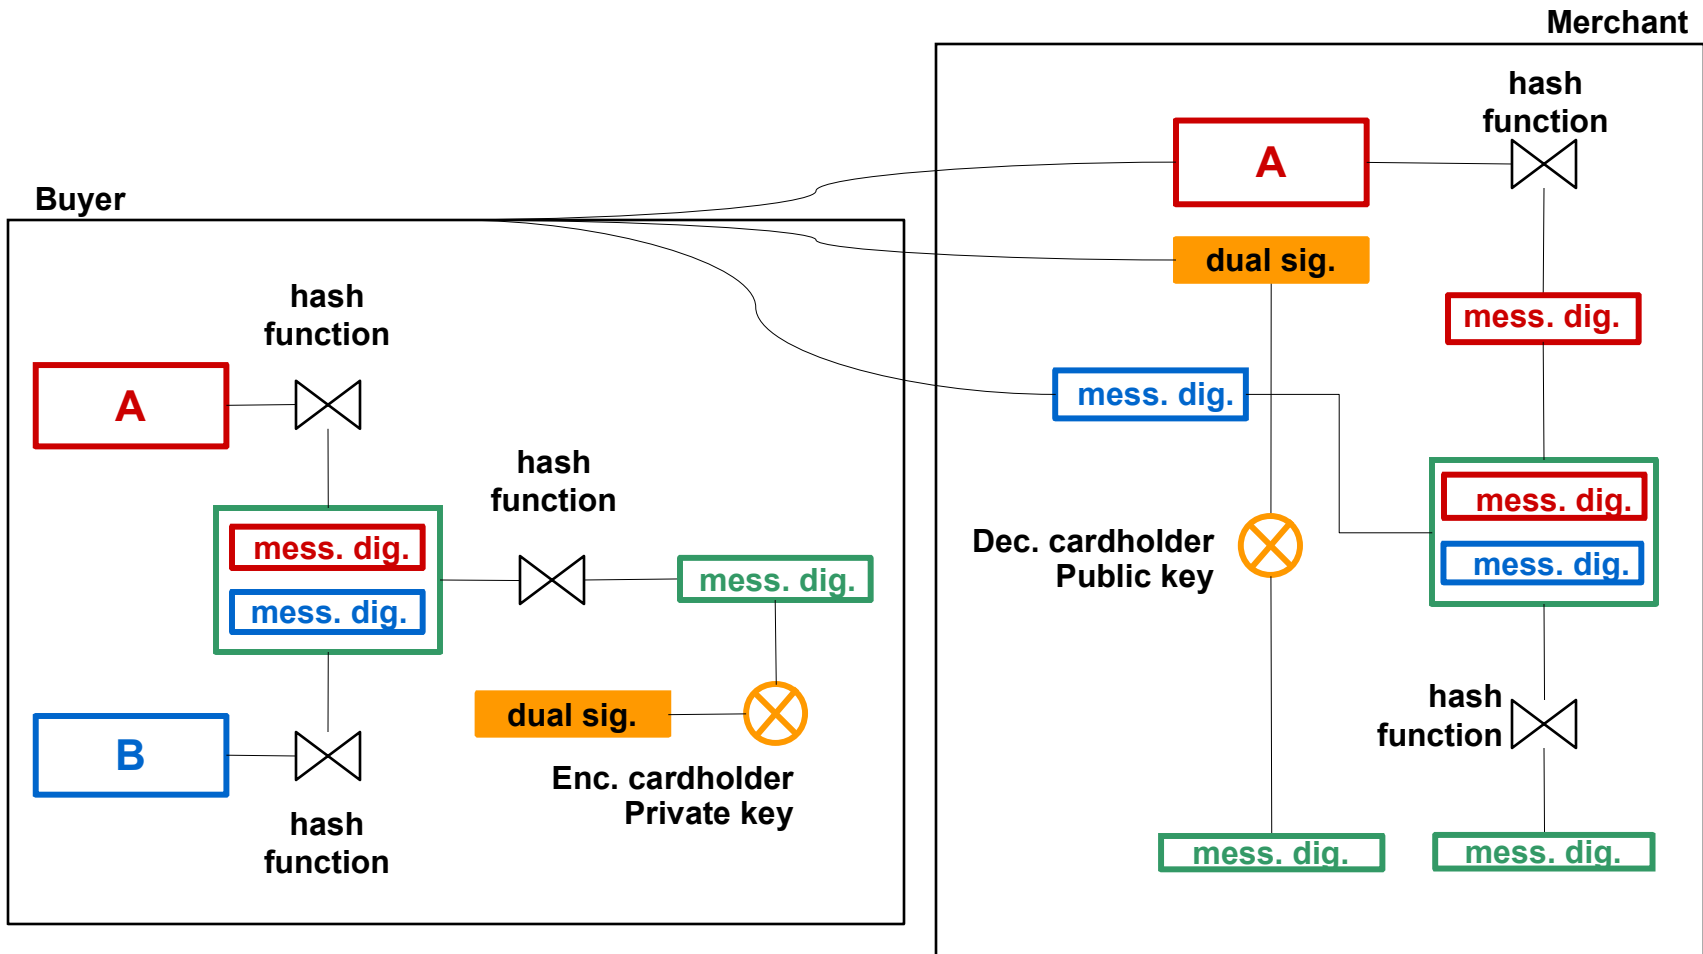 Buyer
hash
function
A
mess. dig.
mess. dig.
B
hash
function
hash
function
mess. dig.
dual sig.
Enc. cardholder
Private key
Merchant
A
hash
function
dual sig.
mess. dig.
mess. dig.
Dec. cardholder
Public key
mess. dig.
mess. dig.
hash
function
mess. dig.
mess. dig.